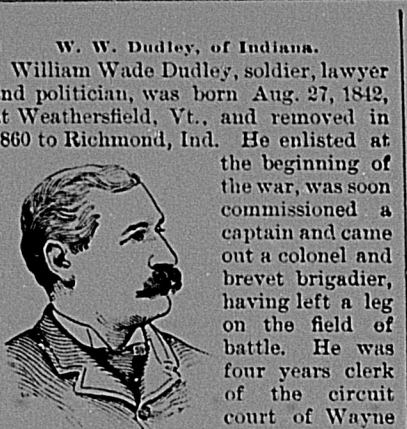 W. W. Dudley, of Indiana.
William Wade Dudley, soldier, lawyer
nd politician, was born Aug. 27, 1842,
t Weathersfield, Vt., and removed in
860 to Richmond, Ind. He enlisted at
the beginning of
the war, was soon
commissioned a
captain and came
out a colonel and
brevet brigadier,
having left a leg
on the field of
battle. He was
four years clerk
of the circuit
court of Wayne